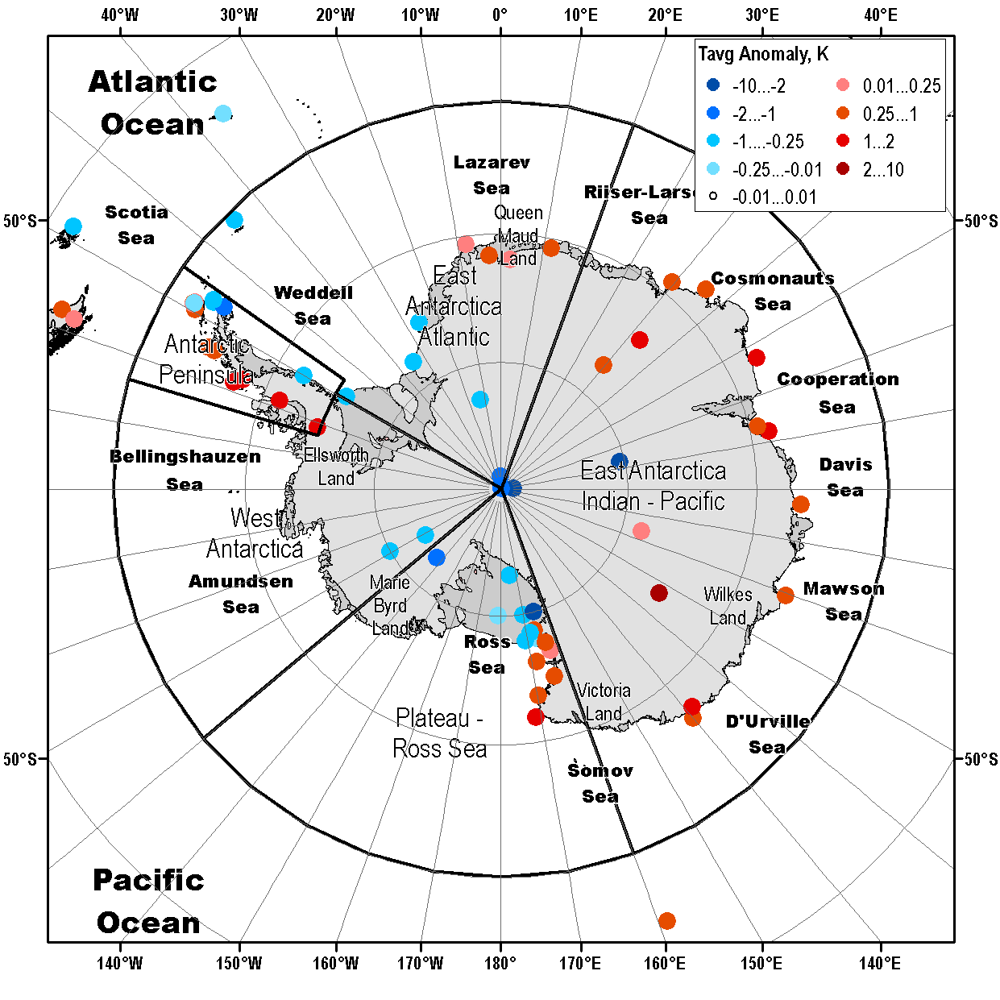 40°W 30°W 20°W 10°W 0° 10°E 20°E 30°E 40°E
Tavg Anomaly, K
-10...-2 0.01...0.25
-2...-1 0.25...1
-1....-0.25 1...2
-0.25...-0.01 2...10
-0.01...0.01
Atlantic
Ocean
Lazarev
Sea
Riiser-Larse
Sea
50°S
Scotia
Sea
Queen
Maud
Land
50°S
East
Antarctica
Atlantic
Weddell
Sea
Cosmonauts
Sea
Antarctic
Peninsula
Cooperation
Sea
Bellingshauzen
Sea
Ellsworth
Land
East Antarctica
Indian - Pacific
Davis
Sea
West
Antarctica
Amundsen
Sea
Marie
Byrd
Land
Wilkes
Land
Mawson
Sea
Ross
Sea
Victoria
Land
Plateau -
Ross Sea
D'Urville
Sea
50°S
Somov
Sea
50°S
Pacific
Ocean
140°W 150°W 160°W 170°W 180° 170°E 160°E 150°E 140°E